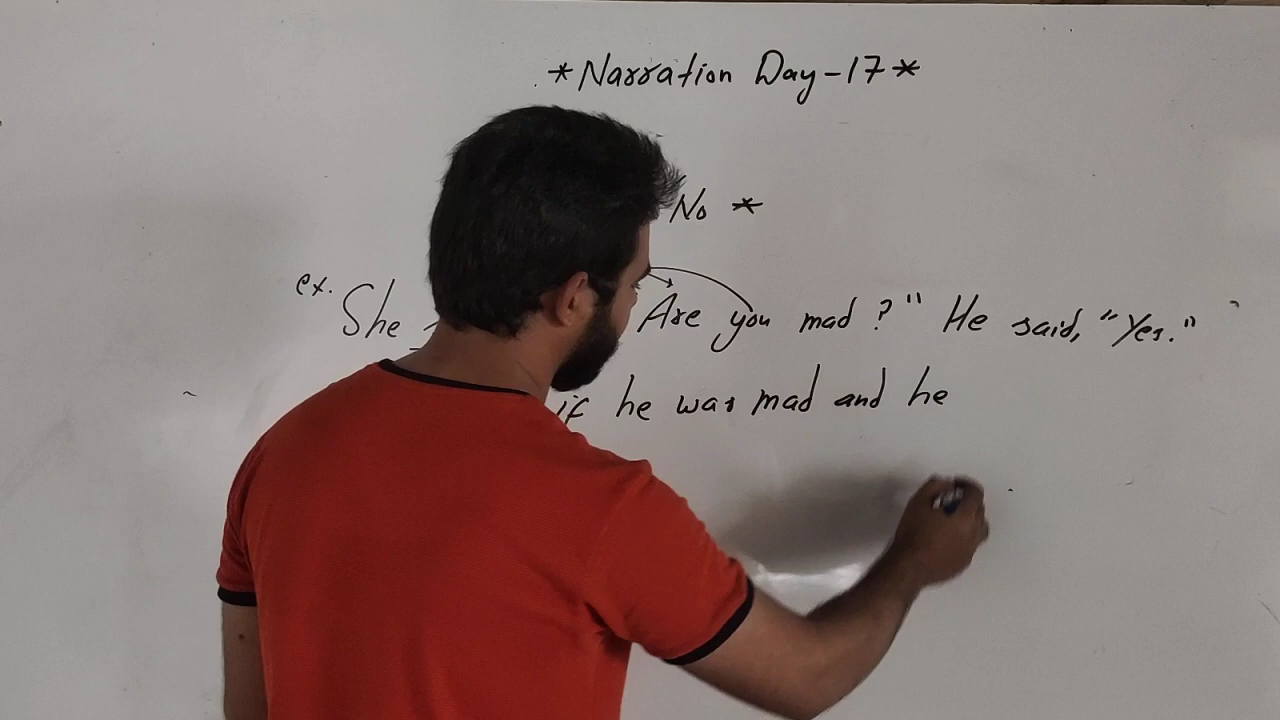 *Narration Day-17*
No *
ex. She Are you mad ?" He said, "Yes."
if he was mad and he